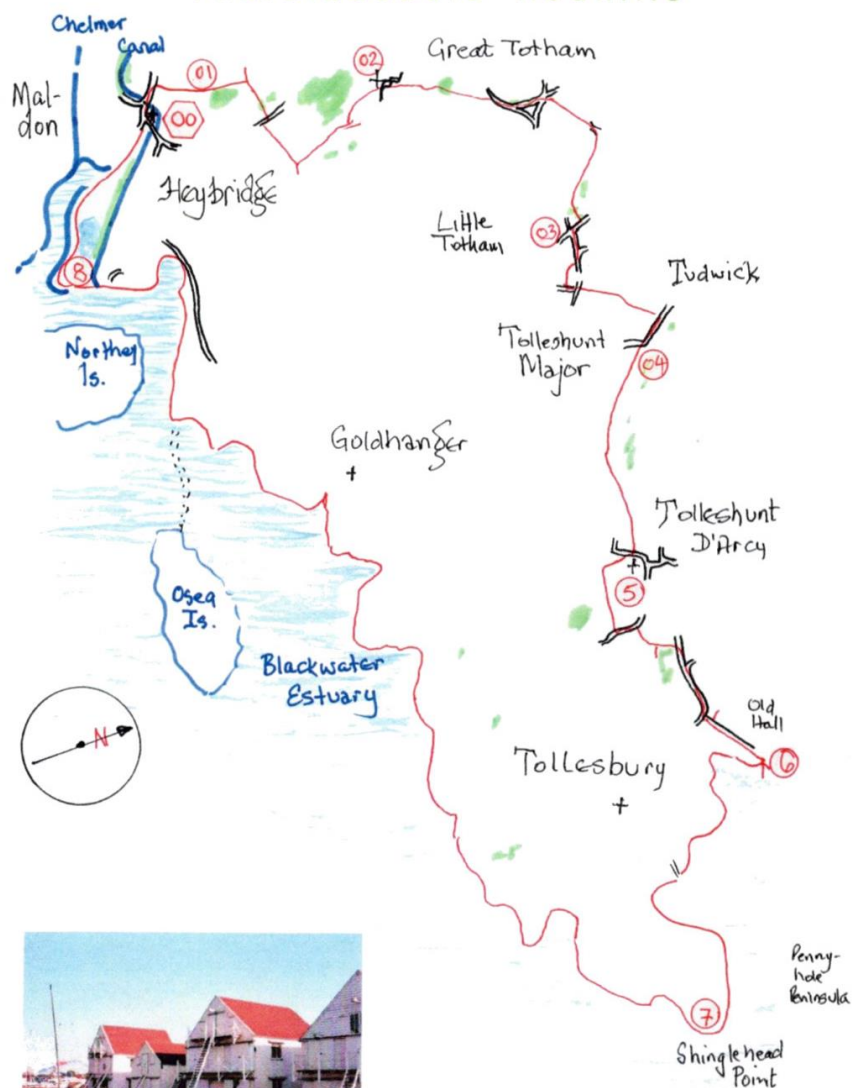 Chelmer
Canal
01
02
Great Totham
Mal-
don
00
Heybridge
Little
Totham
03
Tudwick
8
Northey
Is.
Tolleshunt
Major
04
Goldhanger
Tolleshunt
D'Arcy
5
Osea
Is.
Blackwater
Estuary
Old
Hall
N
Tollesbury
6
Penny-
hole
Peninsula
7
Shinglehead
Point